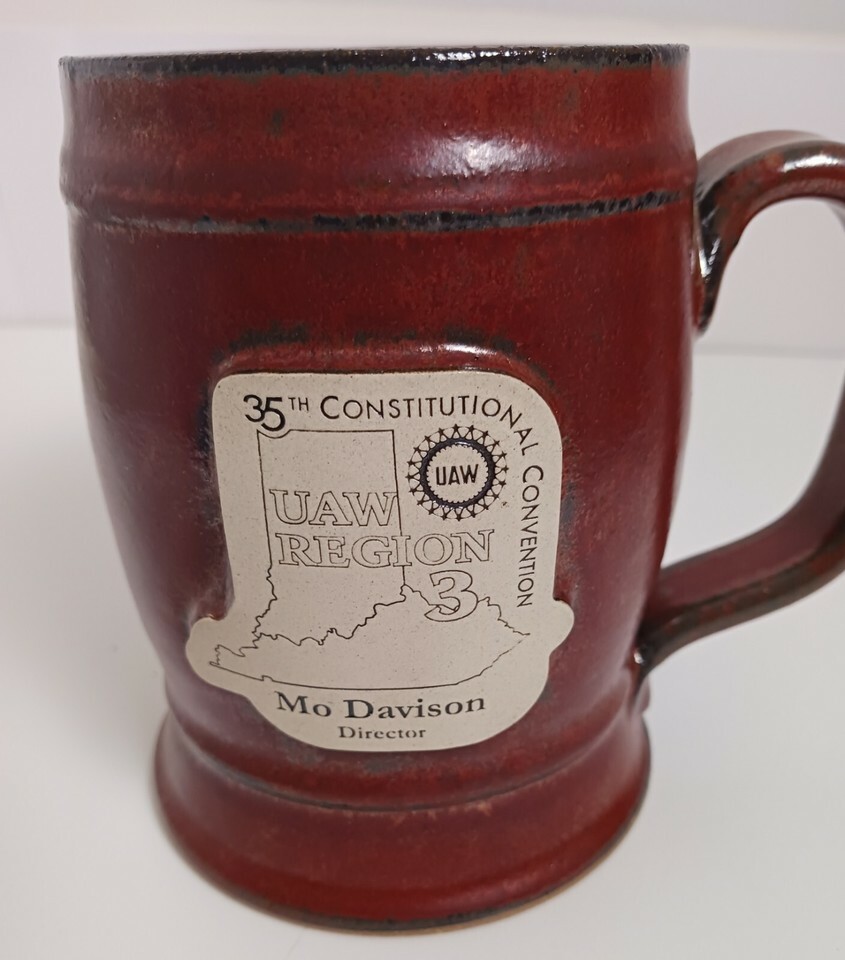 35TH CONSTITUTIONAL CONVENTION
UAW
UAW
REGION
3
Mo Davison
Director